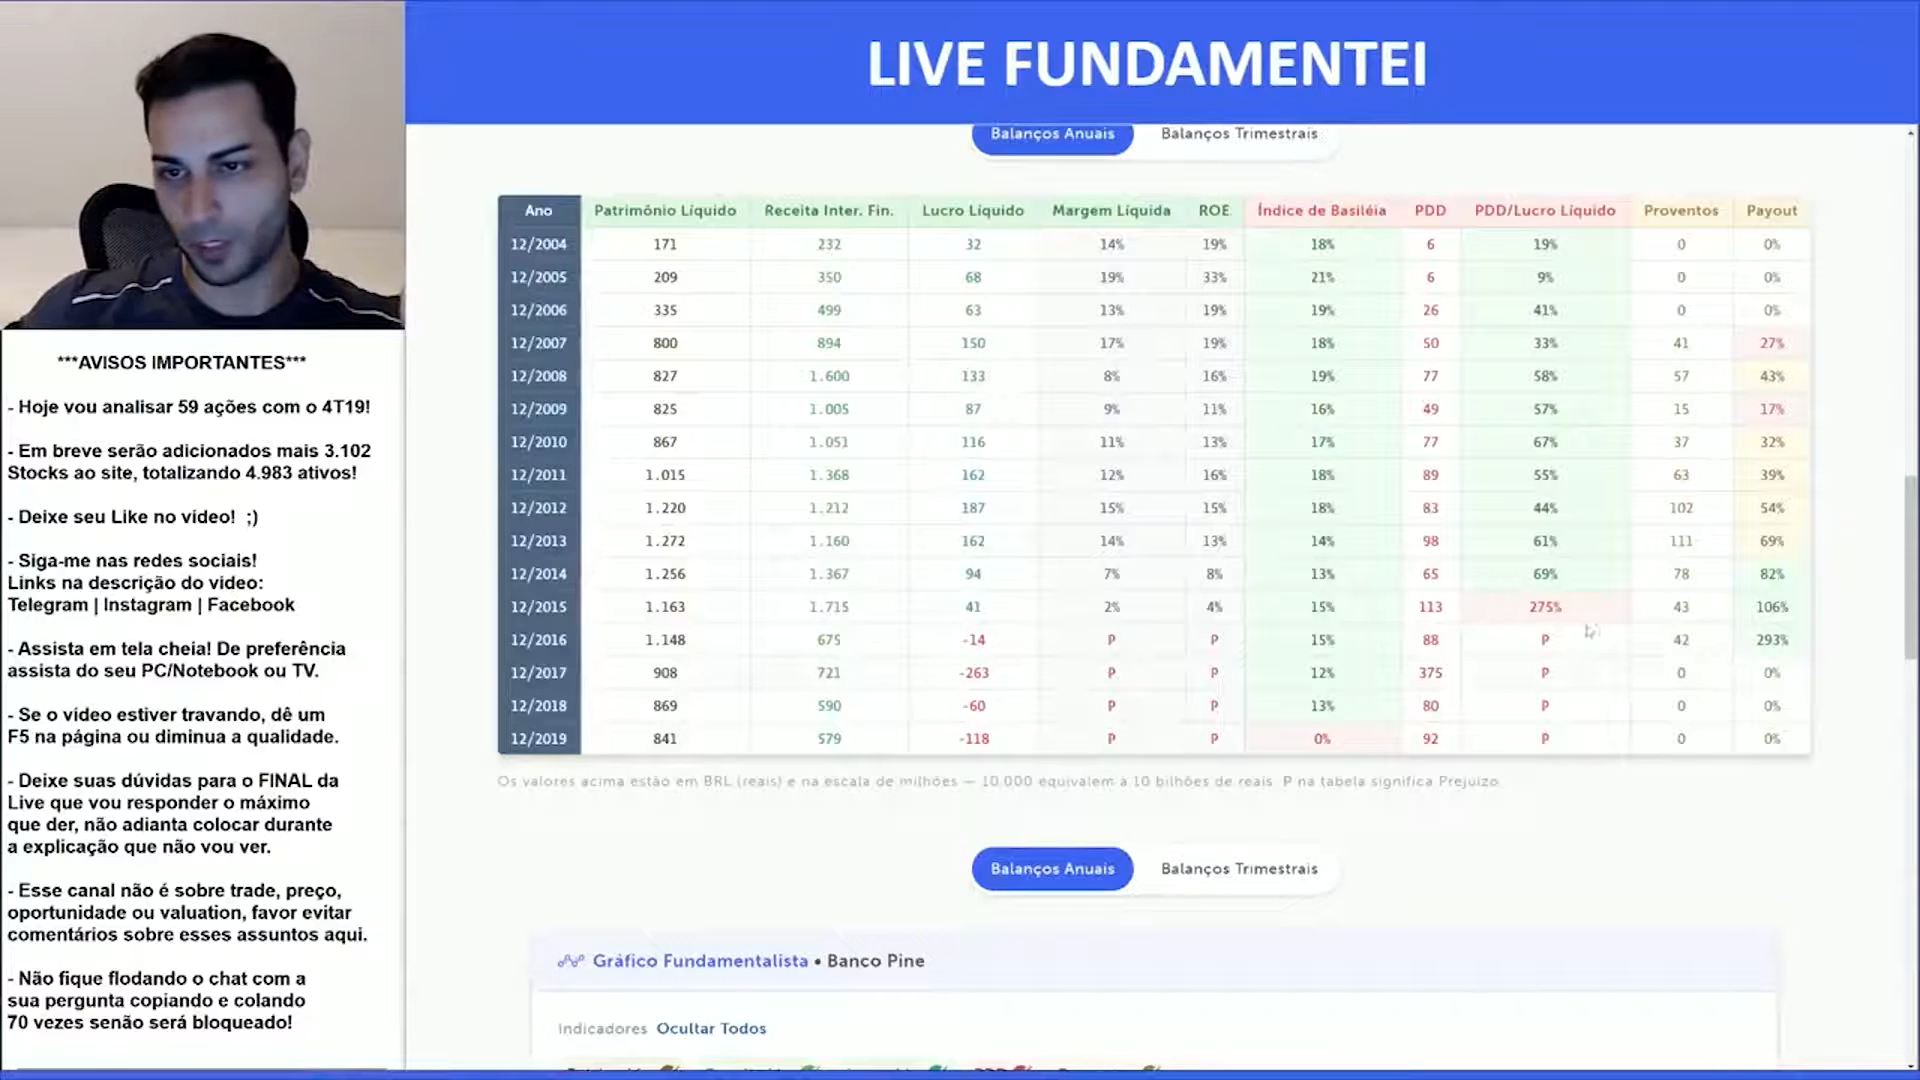 LIVE FUNDAMENTEI
Balanços Anuais Balanços Trimestrais
Ano Patrimônio Líquido Receita Inter. Fin. Lucro Líquido Margem Líquida ROE Índice de Basiléia PDD PDD/Lucro Líquido Proventos Payout
12/2004 171 232 32 14% 19% 18% 6 19% 0 0%
12/2005 209 350 68 19% 33% 21% 6 9% 0 0%
12/2006 335 499 63 13% 19% 19% 26 41% 0 0%
12/2007 800 894 150 17% 19% 18% 50 33% 41 27%
12/2008 827 1.600 133 8% 16% 19% 77 58% 57 43%
12/2009 825 1.005 87 9% 11% 16% 49 57% 15 17%
12/2010 867 1.051 116 11% 13% 17% 77 67% 37 32%
12/2011 1.015 1.368 162 12% 16% 18% 89 55% 63 39%
12/2012 1.220 1.212 187 15% 15% 18% 83 44% 102 54%
12/2013 1.272 1.160 162 14% 13% 14% 98 61% 111 69%
12/2014 1.256 1.367 94 7% 8% 13% 65 69% 78 82%
12/2015 1.163 1.715 41 2% 4% 15% 113 275% 43 106%
12/2016 1.148 675 -14 P P 15% 88 P 42 293%
12/2017 908 721 -263 P P 12% 375 P 0 0%
12/2018 869 590 -60 P P 13% 80 P 0 0%
12/2019 841 579 -118 P P 0% 92 P 0 0%
Os valores acima estão em BRL (reais) e na escala de milhões — 10.000 equivalem à 10 bilhões de reais. P na tabela significa Prejuízo.
Balanços Anuais Balanços Trimestrais
Gráfico Fundamentalista • Banco Pine
Indicadores Ocultar Todos
***AVISOS IMPORTANTES***
- Hoje vou analisar 59 ações com o 4T19!
- Em breve serão adicionados mais 3.102
Stocks ao site, totalizando 4.983 ativos!
- Deixe seu Like no vídeo! ;)
- Siga-me nas redes sociais!
Links na descrição do vídeo:
Telegram | Instagram | Facebook
- Assista em tela cheia! De preferência
assista do seu PC/Notebook ou TV.
- Se o vídeo estiver travando, dê um
F5 na página ou diminua a qualidade.
- Deixe suas dúvidas para o FINAL da
Live que vou responder o máximo
que der, não adianta colocar durante
a explicação que não vou ver.
- Esse canal não é sobre trade, preço,
oportunidade ou valuation, favor evitar
comentários sobre esses assuntos aqui.
- Não fique flodando o chat com a
sua pergunta copiando e colando
70 vezes senão será bloqueado!